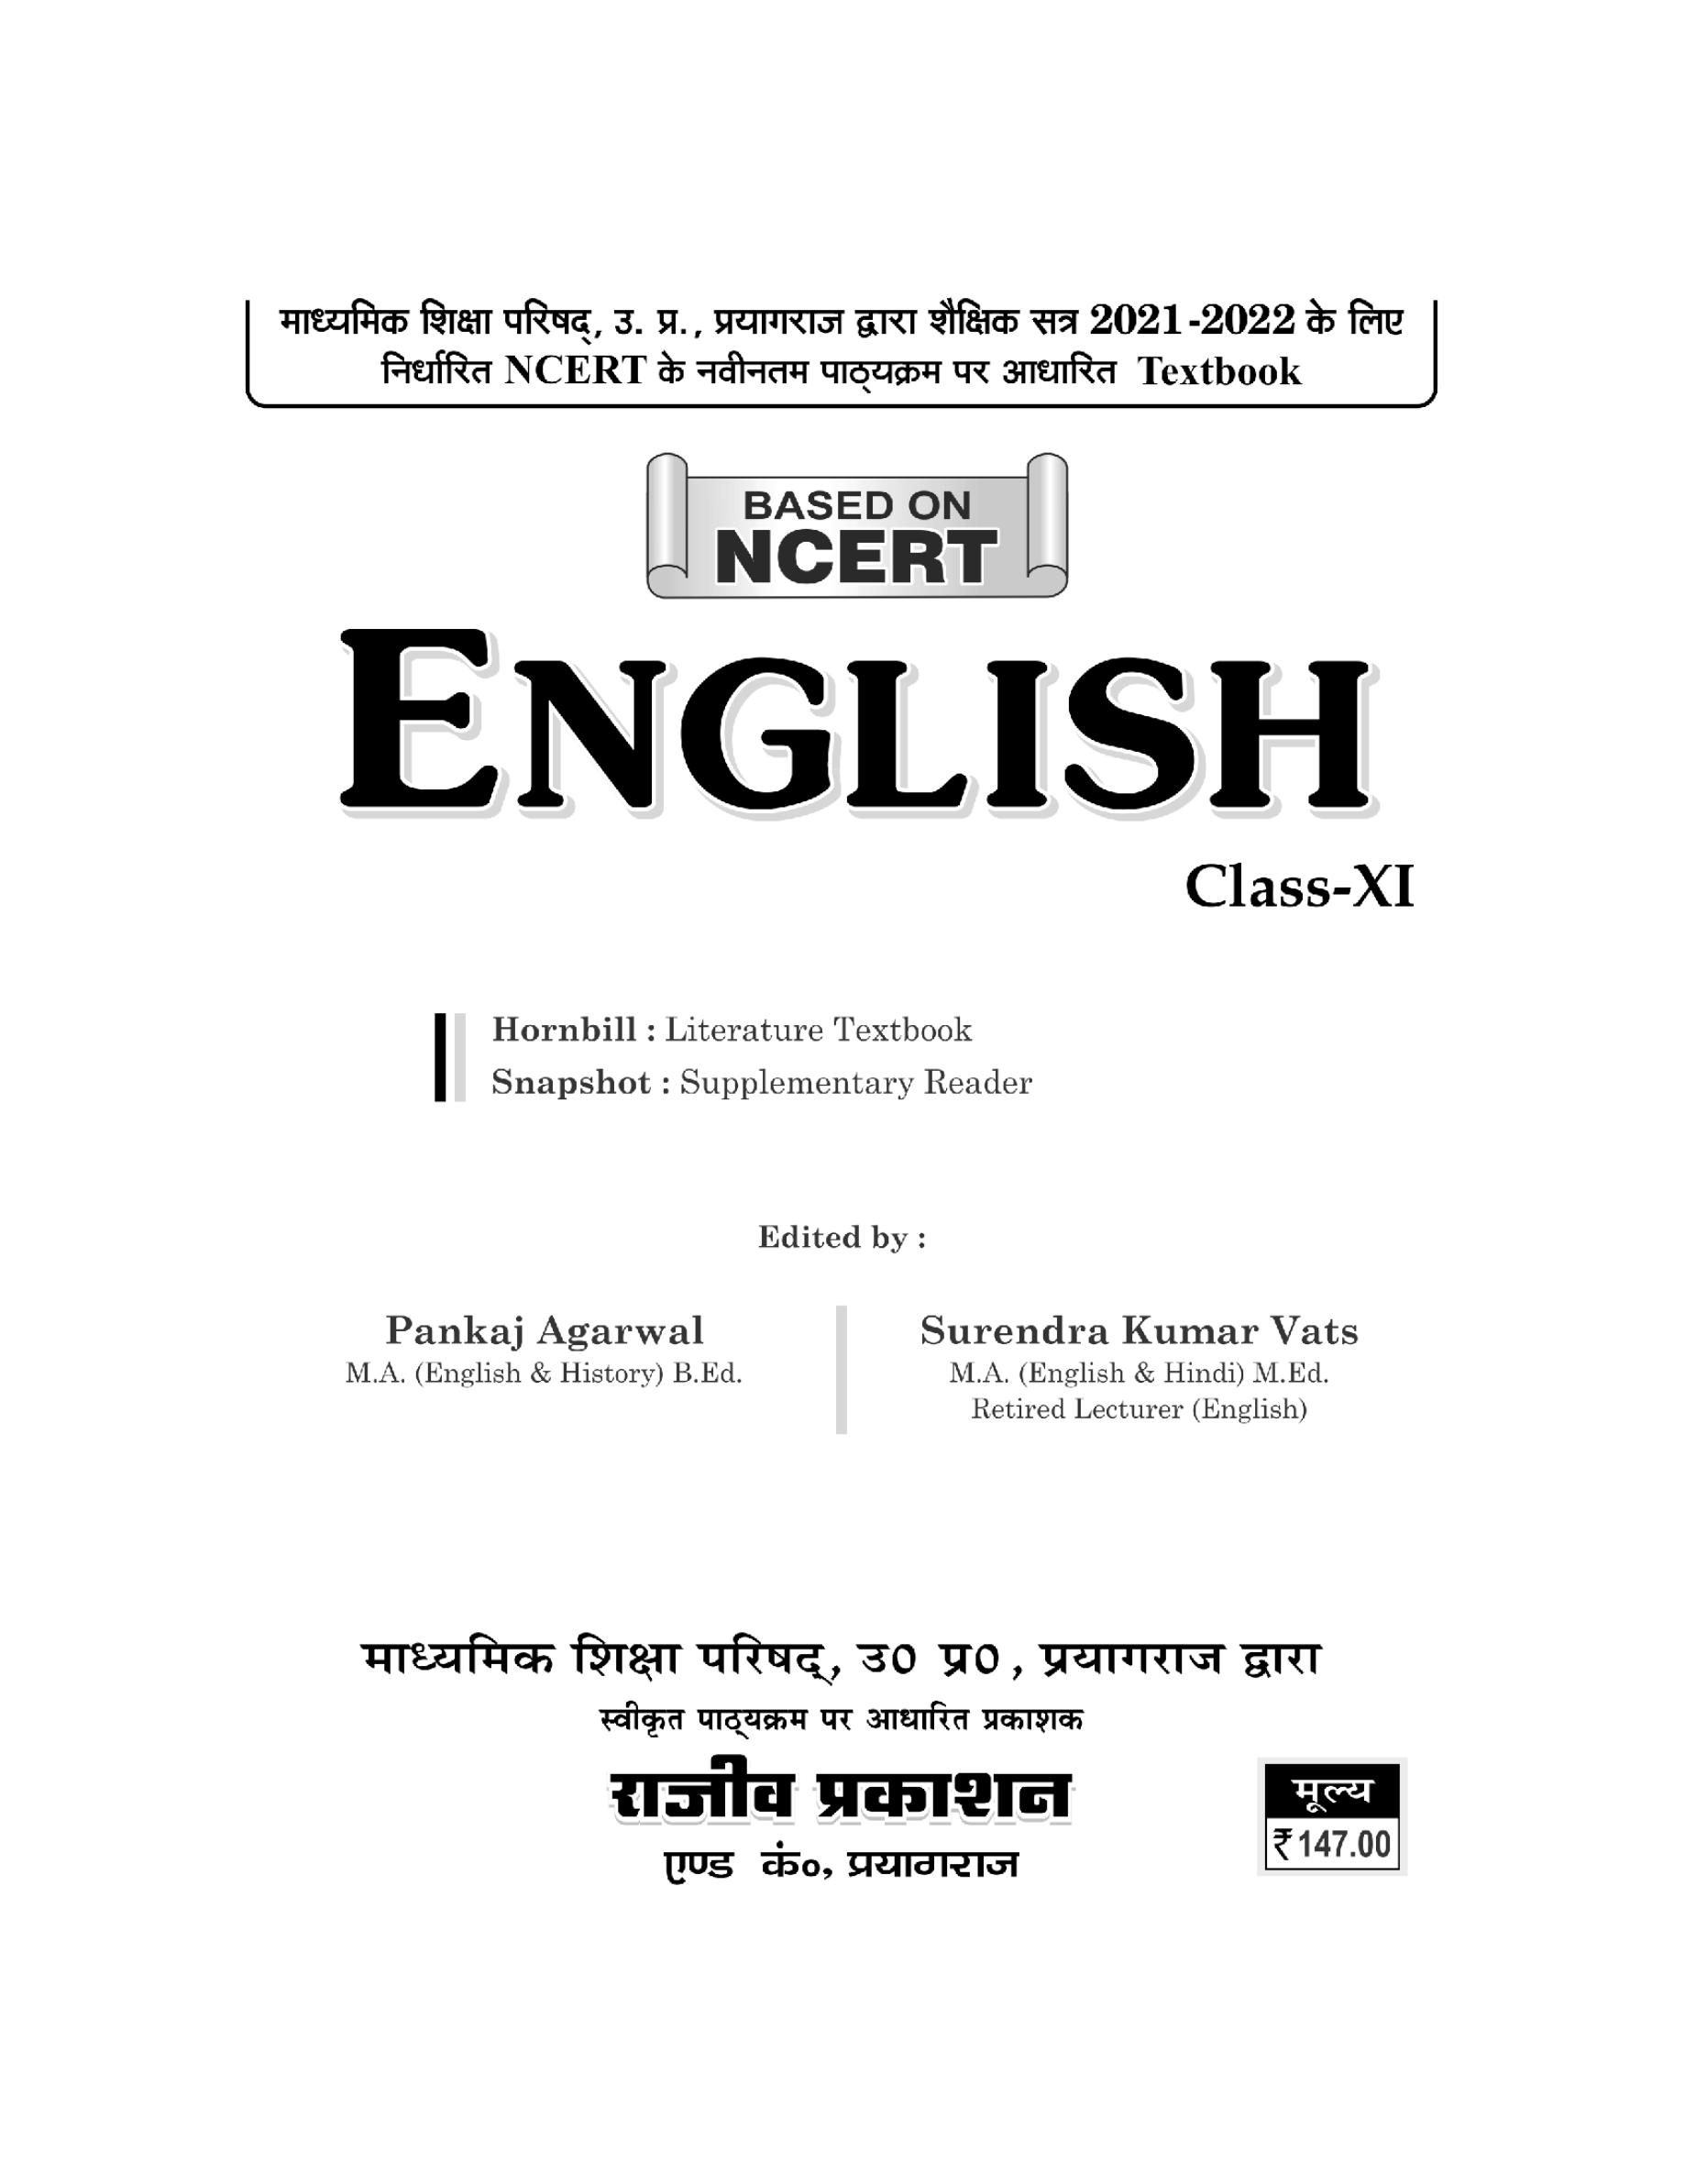 माध्यमिक शिक्षा परिषद्, उ. प्र., प्रयागराज द्वारा शैक्षिक सत्र 2021-2022 के लिए
निर्धारित NCERT के नवीनतम पाठ्यक्रम पर आधारित Textbook
BASED ON
NCERT
ENGLISH
Class-XI
Hornbill : Literature Textbook
Snapshot : Supplementary Reader
Edited by :
Pankaj Agarwal
M.A. (English & History) B.Ed.
Surendra Kumar Vats
M.A. (English & Hindi) M.Ed.
Retired Lecturer (English)
माध्यमिक शिक्षा परिषद्, उ० प्र०, प्रयागराज द्वारा
स्वीकृत पाठ्यक्रम पर आधारित प्रकाशक
राजीव प्रकाशन
एण्ड कं०, प्रयागराज
मूल्य
₹147.00